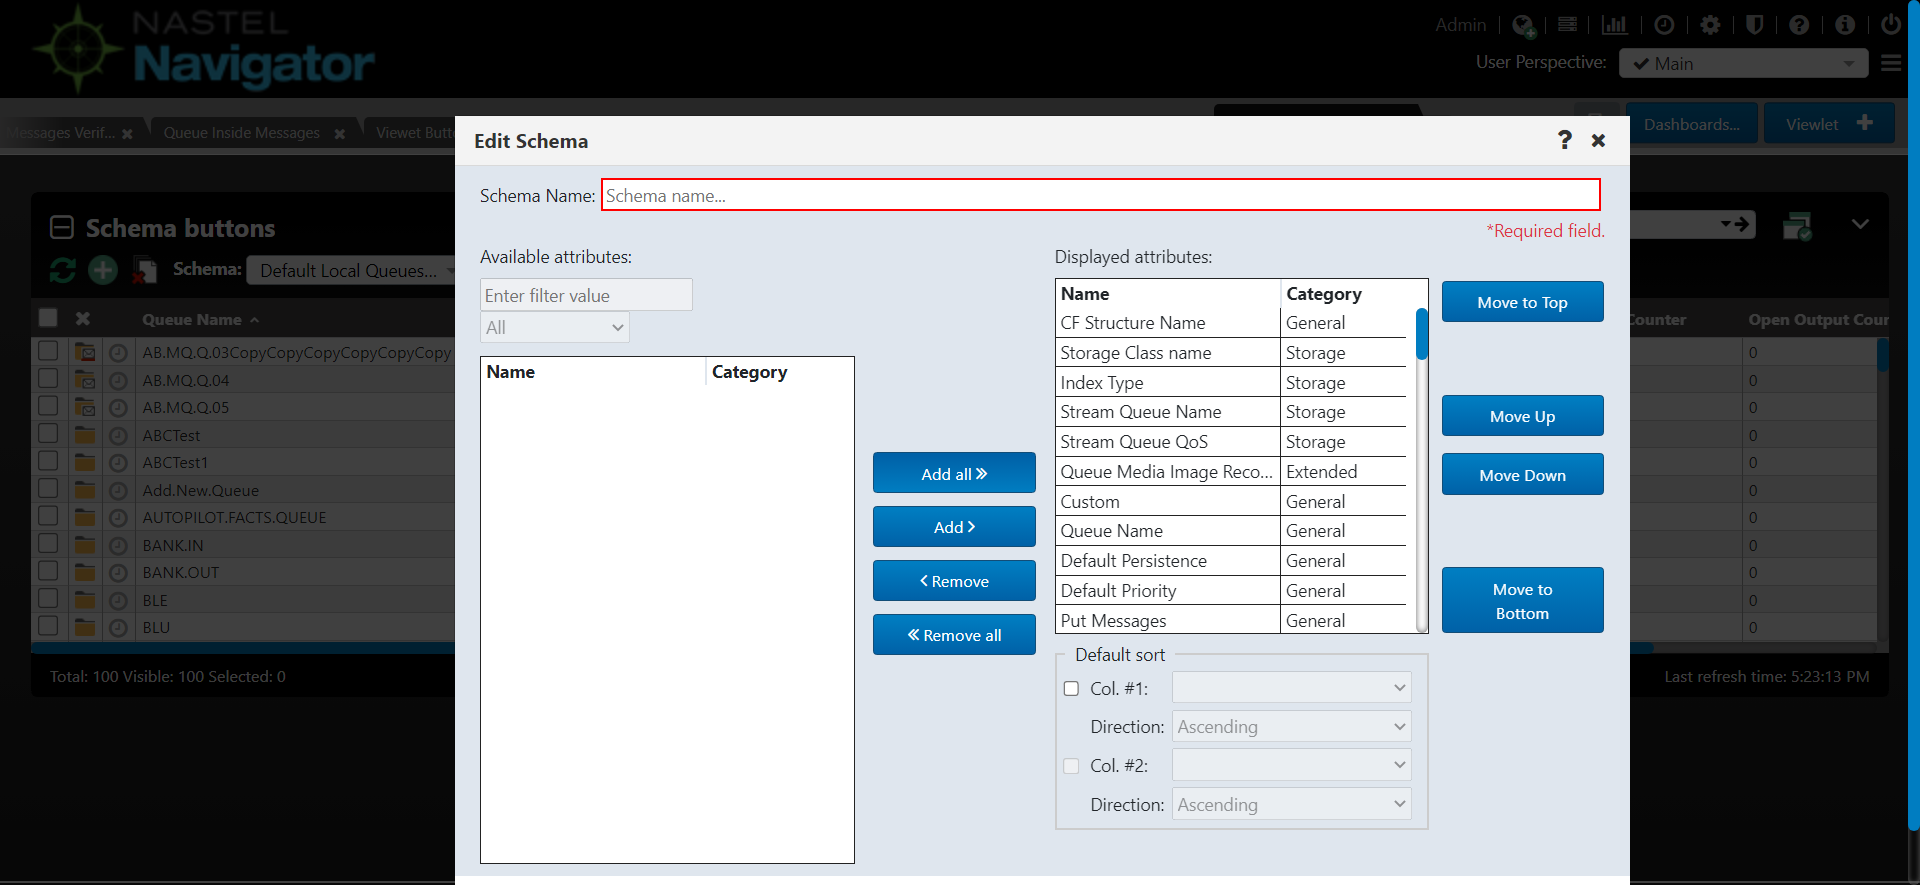 NASTEL
Navigator
Admin
User Perspective:
Main
Messages Verif...
Queue Inside Messages
Viewet Butt
Dashboards...
Viewlet
Edit Schema
Schema Name:
Schema name...
*Required field.
Schema buttons
Schema:
Default Local Queues...
Available attributes:
Enter filter value
All
Name
Category
Add all
Add
Remove
Remove all
Displayed attributes:
Name Category
CF Structure Name General
Storage Class name Storage
Index Type Storage
Stream Queue Name Storage
Stream Queue QoS Storage
Queue Media Image Reco... Extended
Custom General
Queue Name General
Default Persistence General
Default Priority General
Put Messages General
Move to Top
Move Up
Move Down
Move to
Bottom
Default sort
Col. #1:
Direction: Ascending
Col. #2:
Direction: Ascending
Queue Name
Counter
Open Output Coun
AB.MQ.Q.03CopyCopyCopyCopyCopyCopy 0
AB.MQ.Q.04 0
AB.MQ.Q.05 0
ABCTest 0
ABCTest1 0
Add.New.Queue 0
AUTOPILOT.FACTS.QUEUE 0
BANK.IN 0
BANK.OUT 0
BLE 0
BLU 0
Total: 100 Visible: 100 Selected: 0
Last refresh time: 5:23:13 PM